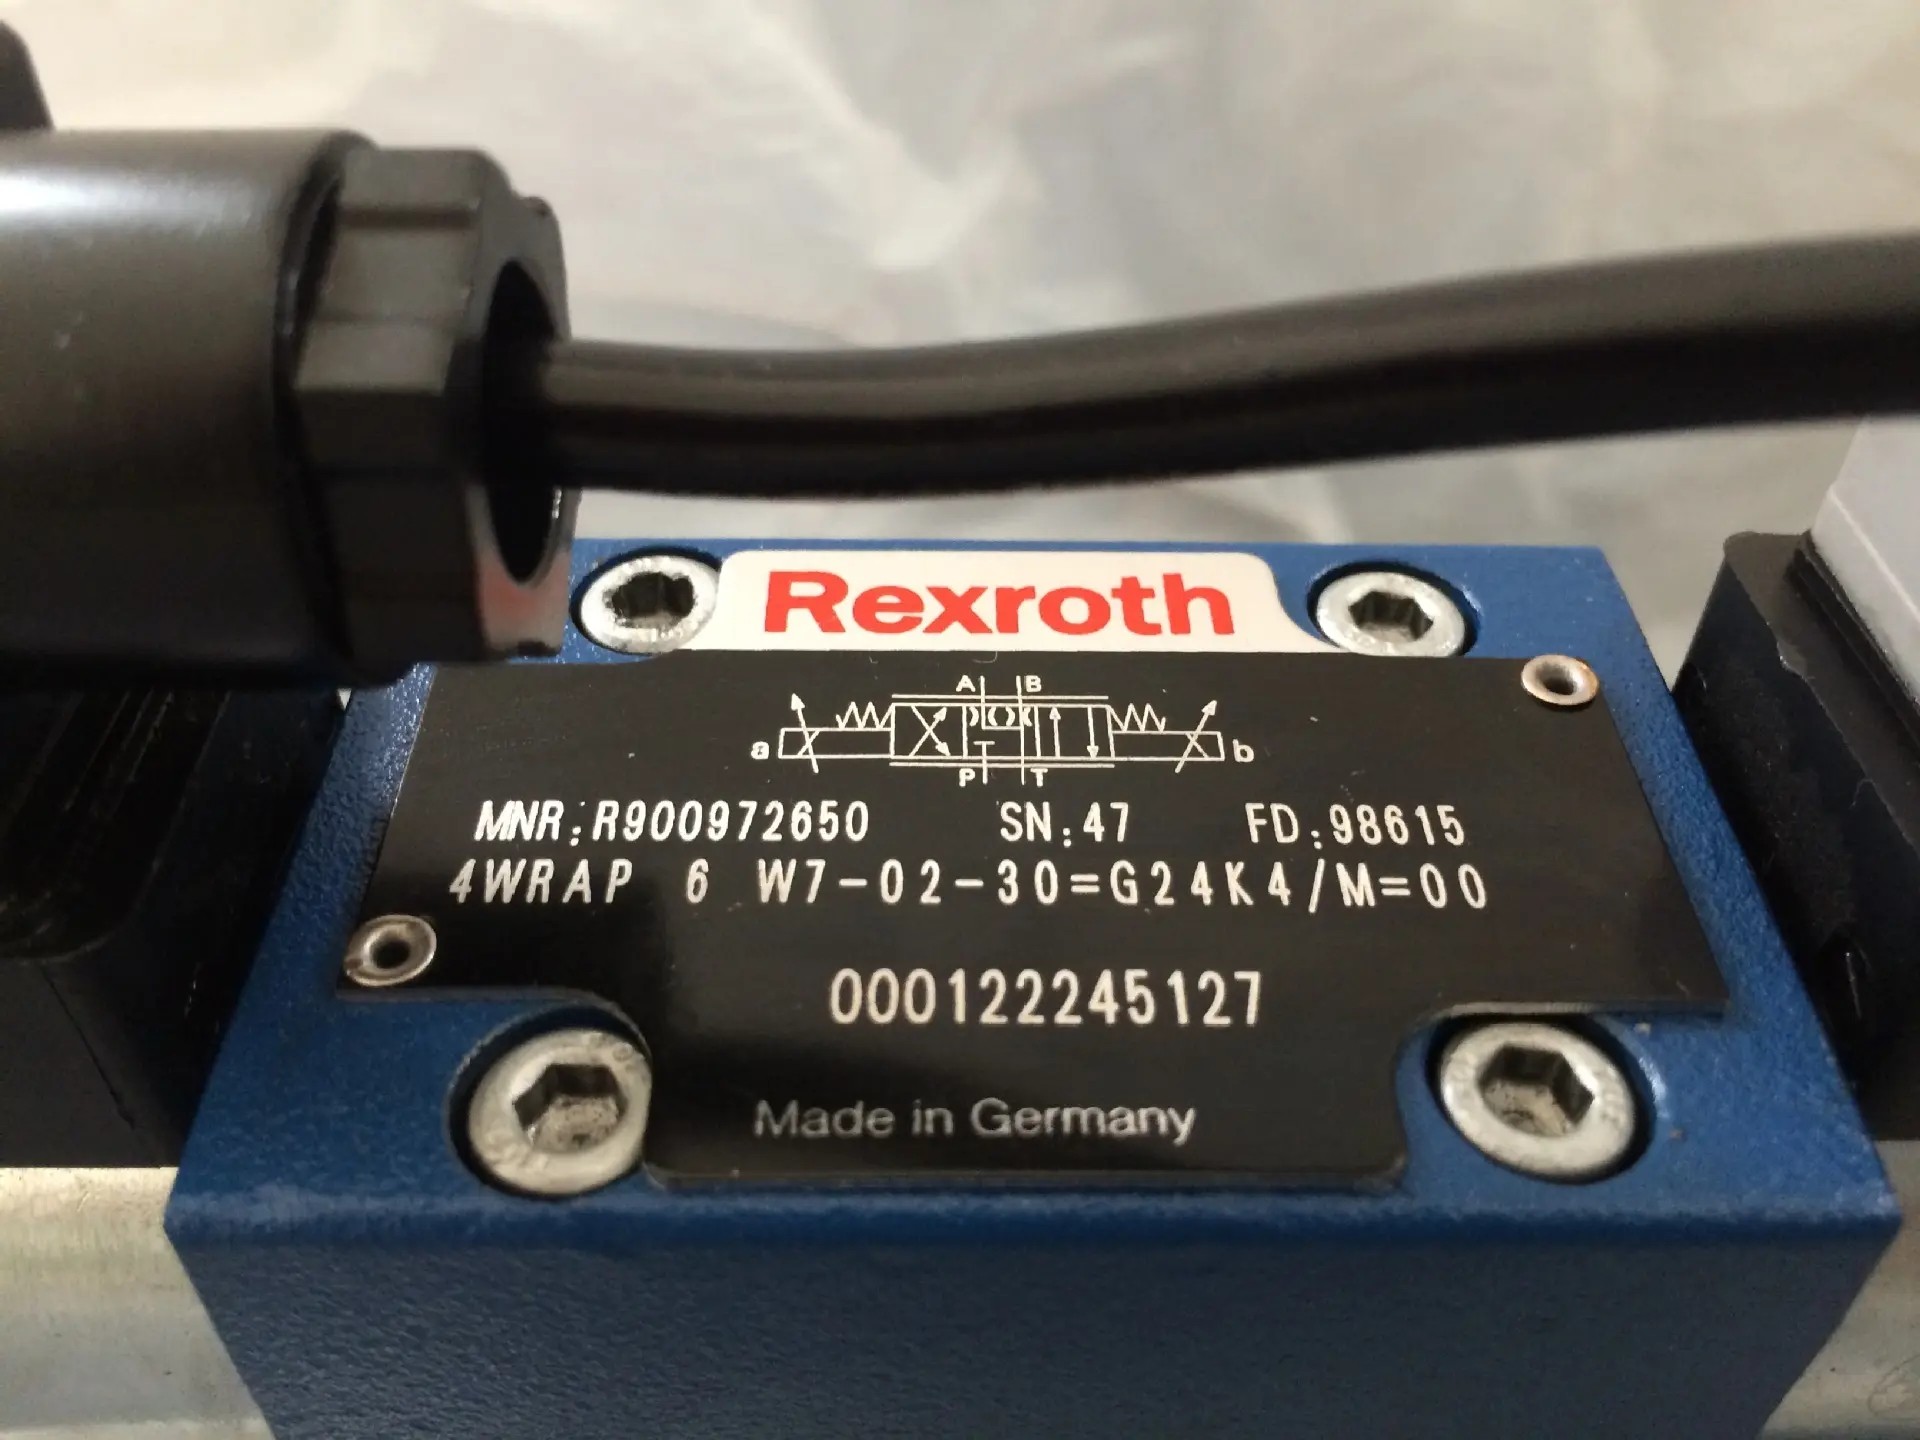 Rexroth
A B
a b
P T
MNR:R900972650 SN:47 FD:98615
4WRAP 6 W7-02-30=G24K4/M=00
000122245127
Made in Germany